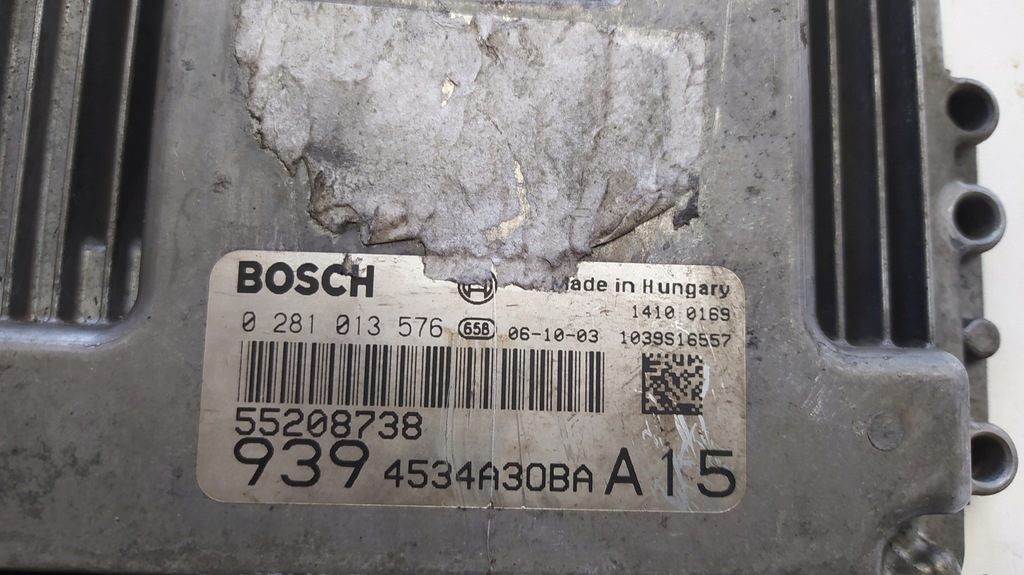 BOSCH Made in Hungary
1410 0169
0 281 013 576 658 06-10-03 1039S16557
55208738
939 4534A30BA A15